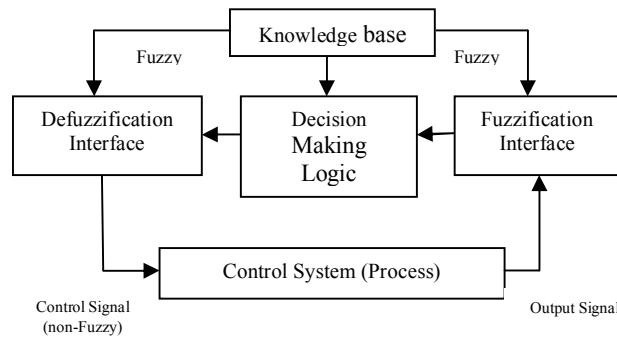 Knowledge base
Fuzzy
Fuzzy
Defuzzification
Interface
Decision
Making
Logic
Fuzzification
Interface
Control System (Process)
Control Signal
(non-Fuzzy)
Output Signal